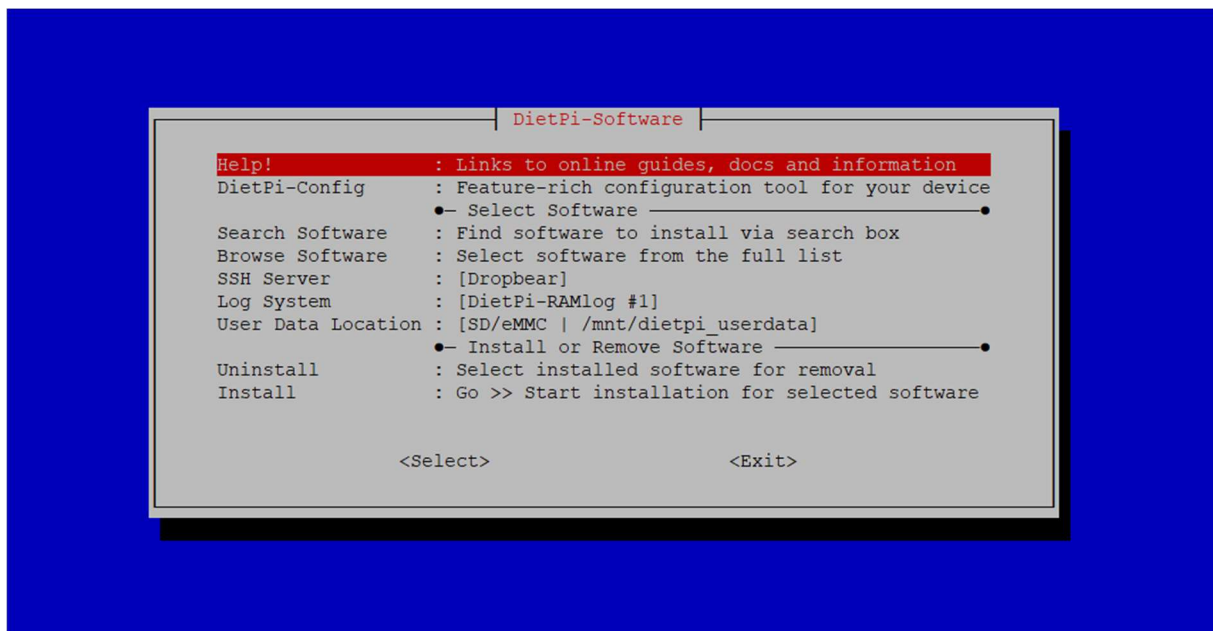 DietPi-Software
Help! : Links to online guides, docs and information
DietPi-Config : Feature-rich configuration tool for your device
●─ Select Software ─●
Search Software : Find software to install via search box
Browse Software : Select software from the full list
SSH Server : [Dropbear]
Log System : [DietPi-RAMlog #1]
User Data Location : [SD/eMMC | /mnt/dietpi_userdata]
●─ Install or Remove Software ─●
Uninstall : Select installed software for removal
Install : Go >> Start installation for selected software
<Select> <Exit>